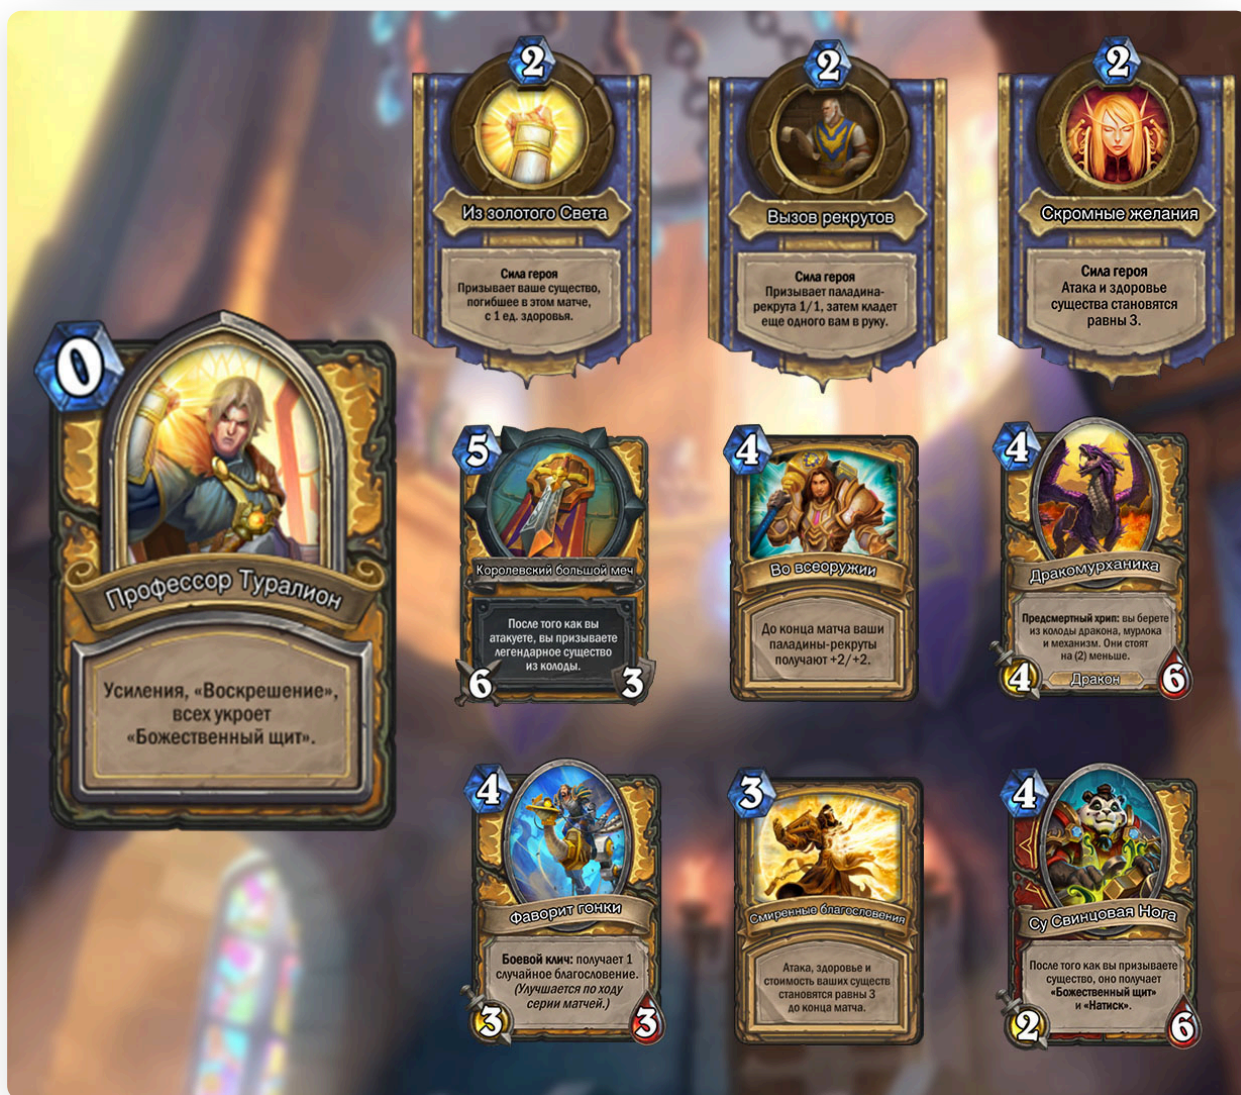 2
Из золотого Света
Сила героя
Призывает ваше существо,
погибшее в этом матче,
с 1 ед. здоровья.
2
Вызов рекрутов
Сила героя
Призывает паладина-
рекрута 1/1, затем кладет
еще одного вам в руку.
2
Скромные желания
Сила героя
Атака и здоровье
существа становятся
равны 3.
0
Профессор Туралион
Усиления, «Воскрешение»,
всех укроет
«Божественный щит».
5
Королевский большой меч
После того как вы
атакуете, вы призываете
легендарное существо
из колоды.
6
3
4
Во всеоружии
До конца матча ваши
паладины-рекруты
получают +2/+2.
4
Дракомурханика
Предсмертный хрип: вы берете
из колоды дракона, мурлока
и механизм. Они стоят
на (2) меньше.
4
Дракон
6
4
Фаворит гонки
Боевой клич: получает 1
случайное благословение.
(Улучшается по ходу
серии матчей.)
3
3
3
Смиренные благословения
Атака, здоровье и
стоимость ваших существ
становятся равны 3
до конца матча.
4
Су Свинцовая Нога
После того как вы призываете
существо, оно получает
«Божественный щит»
и «Натиск».
2
6